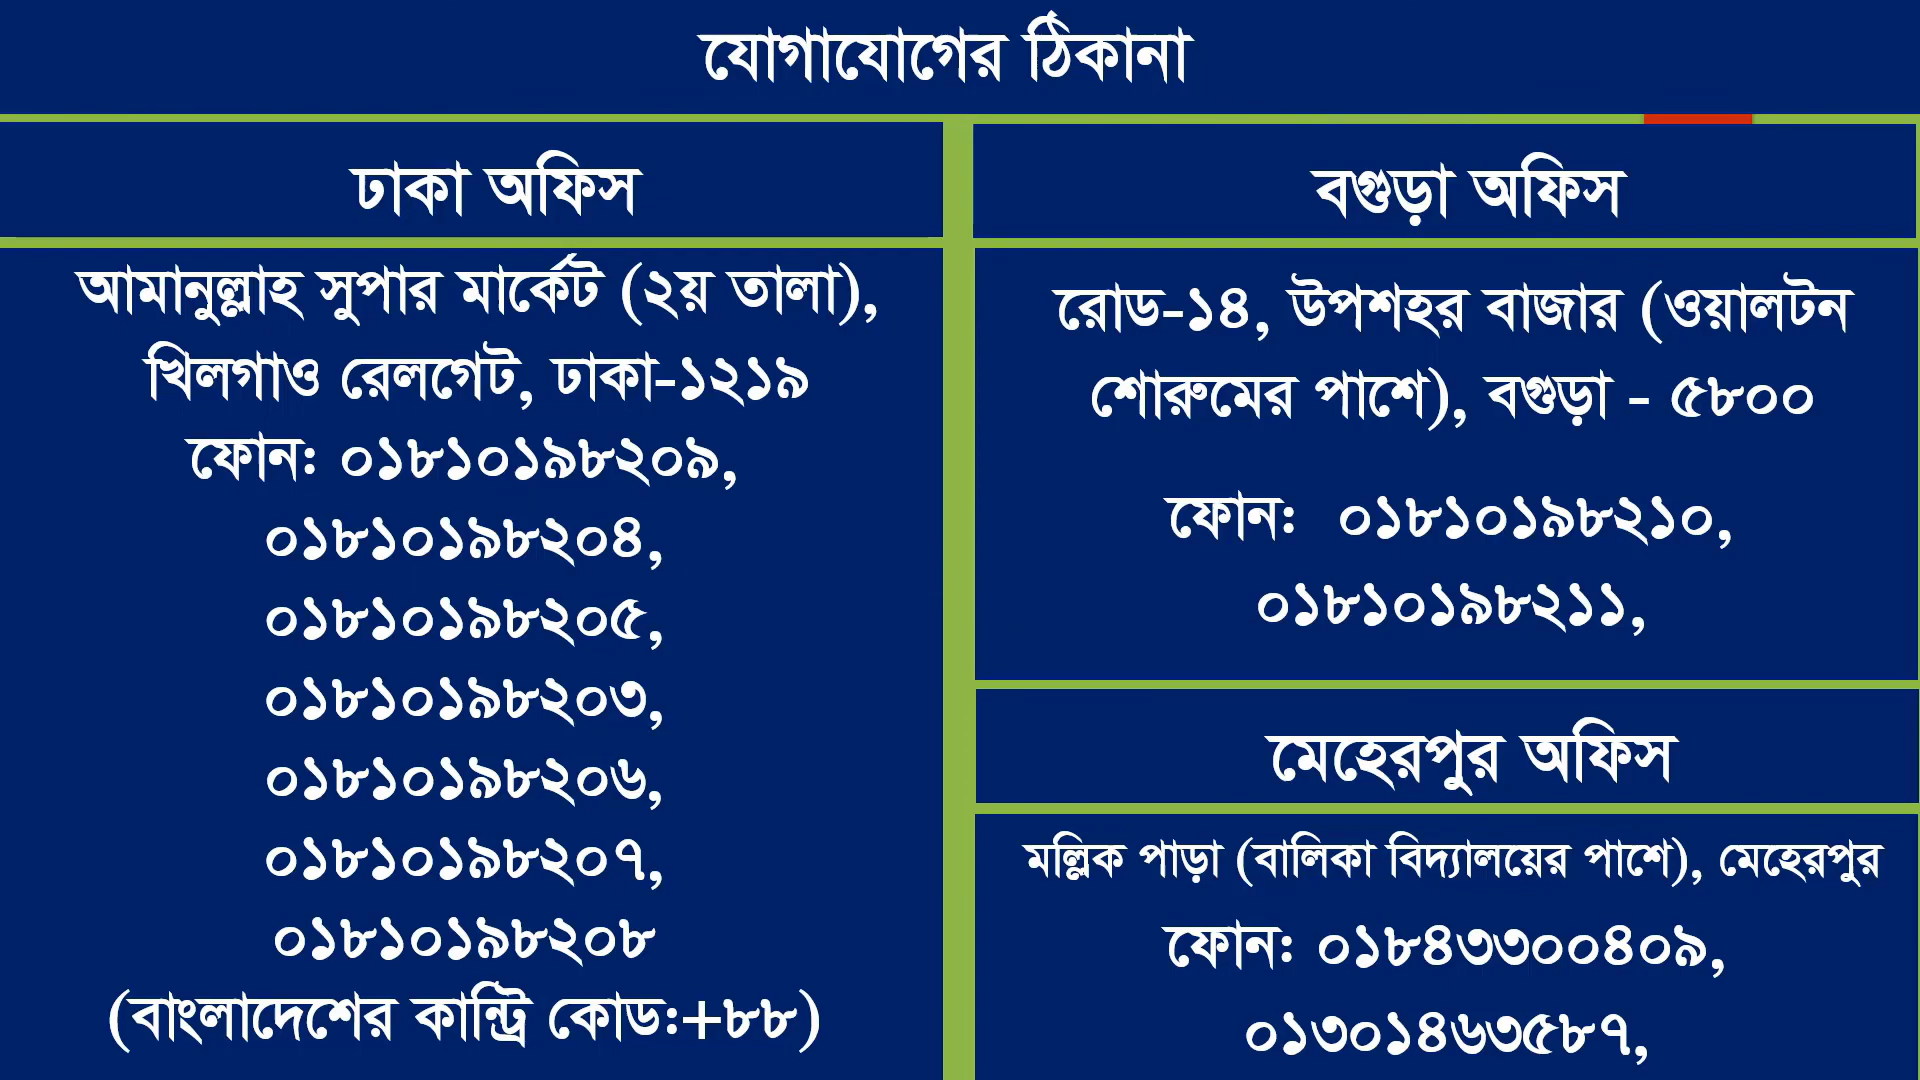 যোগাযোগের ঠিকানা
ঢাকা অফিস
আমানুল্লাহ সুপার মার্কেট (২য় তালা),
খিলগাও রেলগেট, ঢাকা-১২১৯
ফোনঃ ০১৮১০১৯৮২০৯,
০১৮১০১৯৮২০৪,
০১৮১০১৯৮২০৫,
০১৮১০১৯৮২০৩,
০১৮১০১৯৮২০৬,
০১৮১০১৯৮২০৭,
০১৮১০১৯৮২০৮
(বাংলাদেশের কান্ট্রি কোডঃ+৮৮)
বগুড়া অফিস
রোড-১৪, উপশহর বাজার (ওয়ালটন
শোরুমের পাশে), বগুড়া - ৫৮০০
ফোনঃ ০১৮১০১৯৮২১০,
০১৮১০১৯৮২১১,
মেহেরপুর অফিস
মল্লিক পাড়া (বালিকা বিদ্যালয়ের পাশে), মেহেরপুর
ফোনঃ ০১৮৪৩৩০০৪০৯,
০১৩০১৪৬৩৫৮৭,